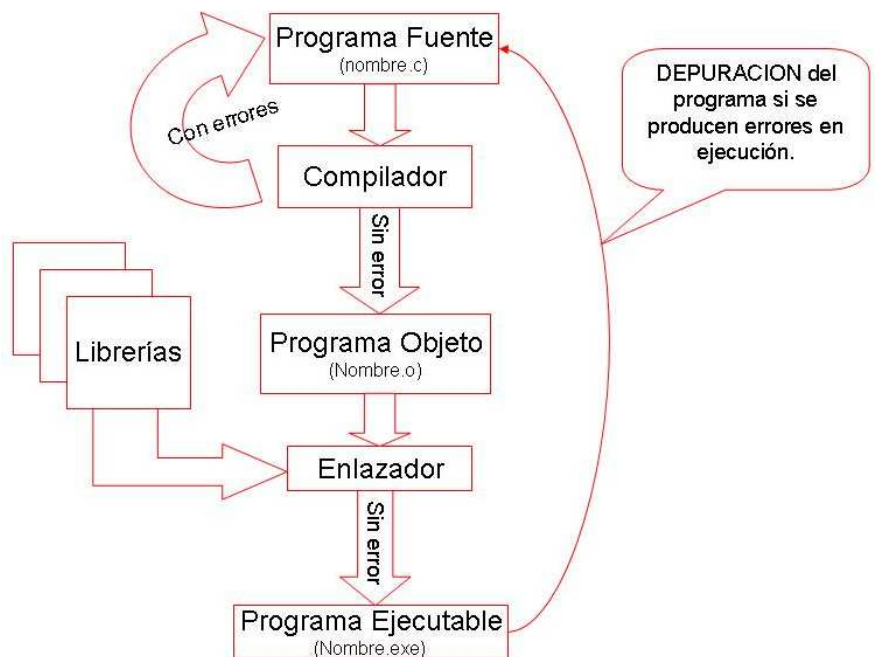 Programa Fuente
(nombre.c)
Con errores
DEPURACION del
programa si se
producen errores en
ejecución.
Compilador
Sin error
Librerías
Programa Objeto
(Nombre.o)
Enlazador
Sin error
Programa Ejecutable
(Nombre.exe)